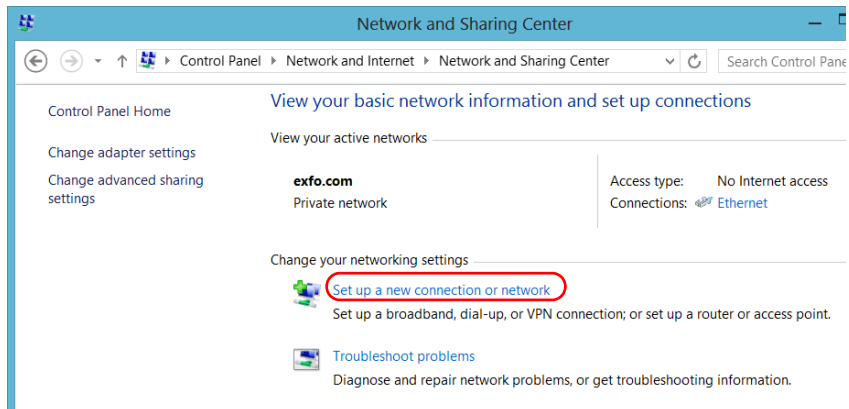 Network and Sharing Center
Control Panel Network and Internet Network and Sharing Center Search Control Pane
Control Panel Home
Change adapter settings
Change advanced sharing
settings
View your basic network information and set up connections
View your active networks
exfo.com
Private network
Access type: No Internet access
Connections: Ethernet
Change your networking settings
Set up a new connection or network
Set up a broadband, dial-up, or VPN connection; or set up a router or access point.
Troubleshoot problems
Diagnose and repair network problems, or get troubleshooting information.